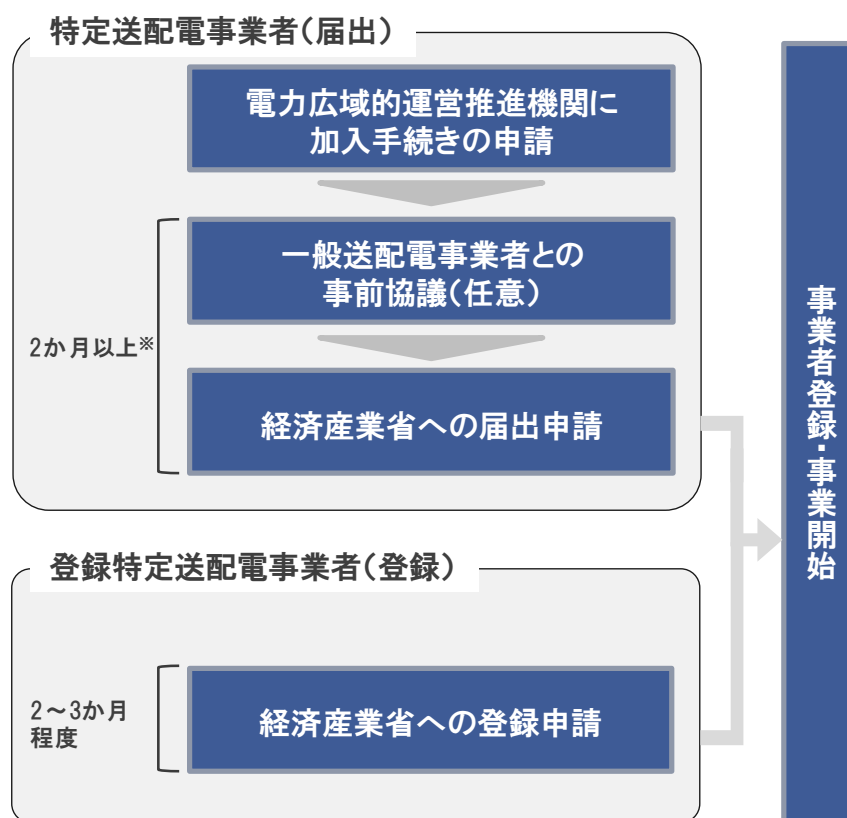 特定送配電事業者（届出）
電力広域的運営推進機関に
加入手続きの申請
一般送配電事業者との
事前協議（任意）
2か月以上※
経済産業省への届出申請
登録特定送配電事業者（登録）
2～3か月
程度
経済産業省への登録申請
事業者登録・事業開始